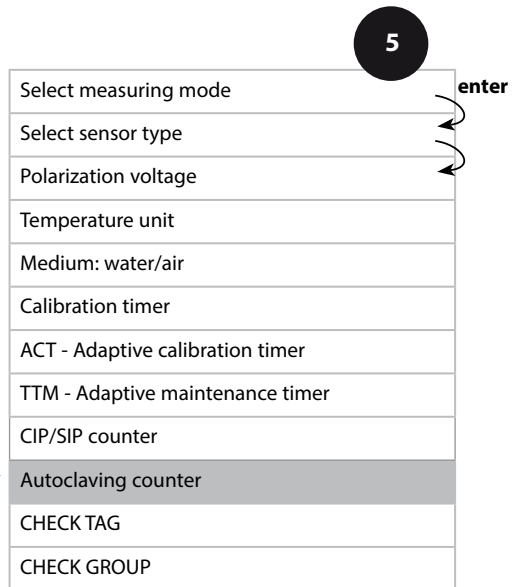 5
Select measuring mode
enter
Select sensor type
Polarization voltage
Temperature unit
Medium: water/air
Calibration timer
ACT - Adaptive calibration timer
TTM - Adaptive maintenance timer
CIP/SIP counter
Autoclaving counter
CHECK TAG
CHECK GROUP